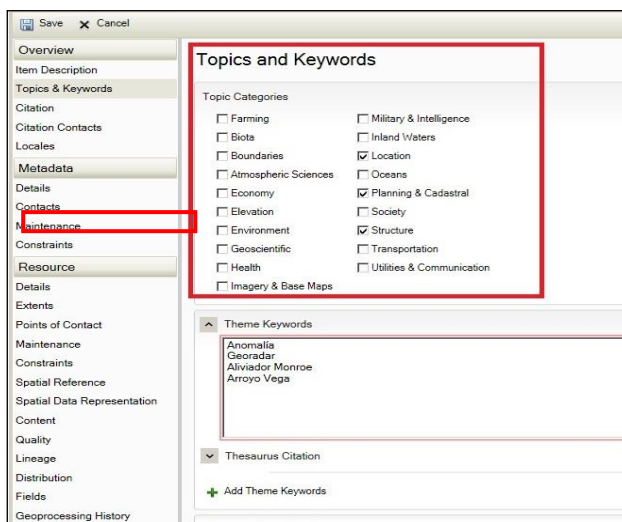 Save Cancel
Overview
Item Description
Topics & Keywords
Citation
Citation Contacts
Locales
Metadata
Details
Contacts
Maintenance
Constraints
Resource
Details
Extents
Points of Contact
Maintenance
Constraints
Spatial Reference
Spatial Data Representation
Content
Quality
Lineage
Distribution
Fields
Geoprocessing History
Topics and Keywords
Topic Categories
Farming Military & Intelligence
Biota Inland Waters
Boundaries Location
Atmospheric Sciences Oceans
Economy Planning & Cadastral
Elevation Society
Environment Structure
Geoscientific Transportation
Health Utilities & Communication
Imagery & Base Maps
Theme Keywords
Anomalía
Georadar
Aliviador Monroe
Arroyo Vega
Thesaurus Citation
Add Theme Keywords